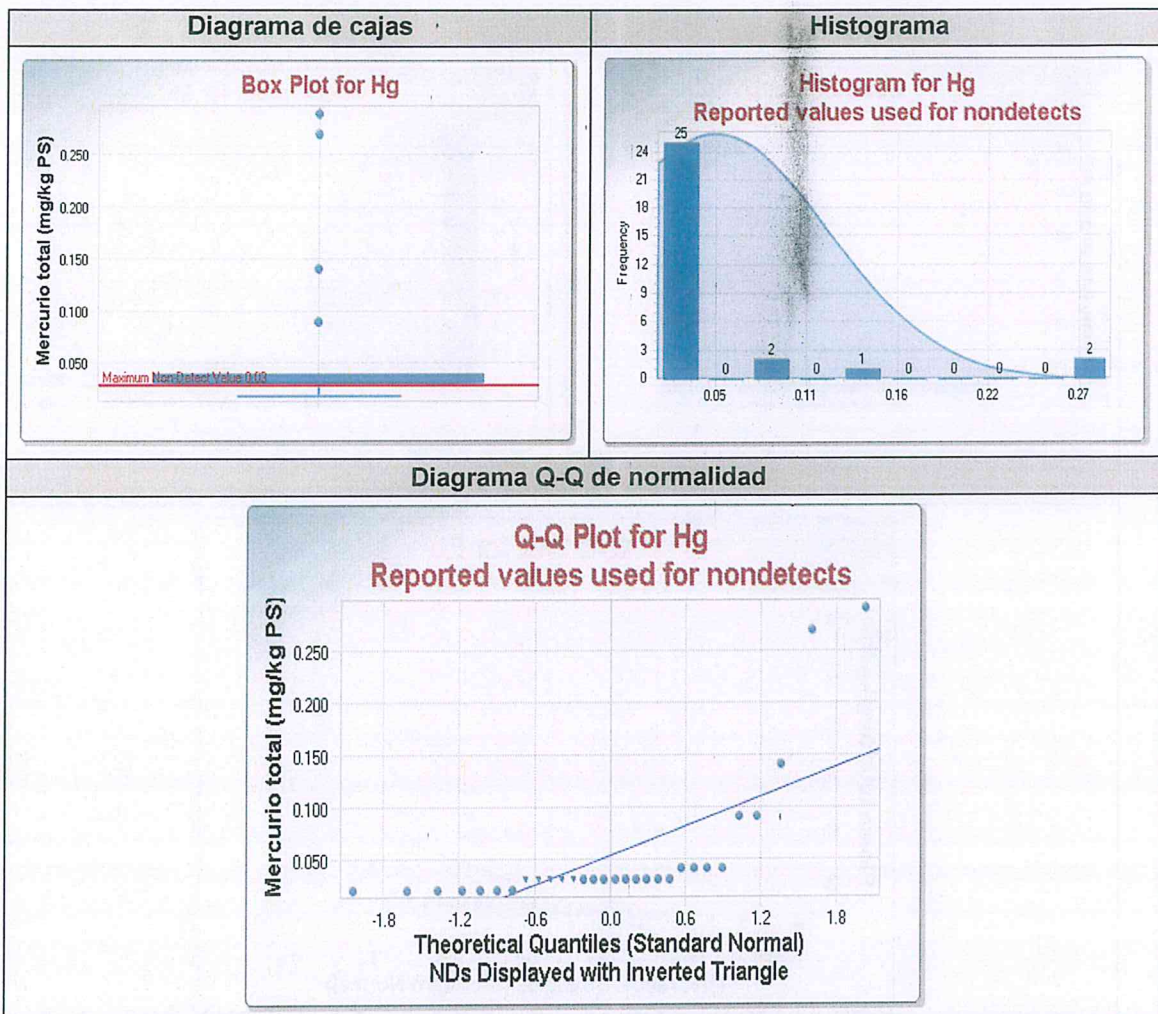 Diagrama de cajas
Box Plot for Hg
Mercurio total (mg/kg PS)
0.250
0.200
0.150
0.100
0.050
Maximum Non-Detect Value 0.03
Histograma
Histogram for Hg
Reported values used for nondetects
Frequency
24
21
18
15
12
9
6
3
0
25
0
2
0
1
0
0
0
0
2
0.05
0.11
0.16
0.22
0.27
Diagrama Q-Q de normalidad
Q-Q Plot for Hg
Reported values used for nondetects
Mercurio total (mg/kg PS)
0.250
0.200
0.150
0.100
0.050
-1.8
-1.2
-0.6
0.0
0.6
1.2
1.8
Theoretical Quantiles (Standard Normal)
NDs Displayed with Inverted Triangle